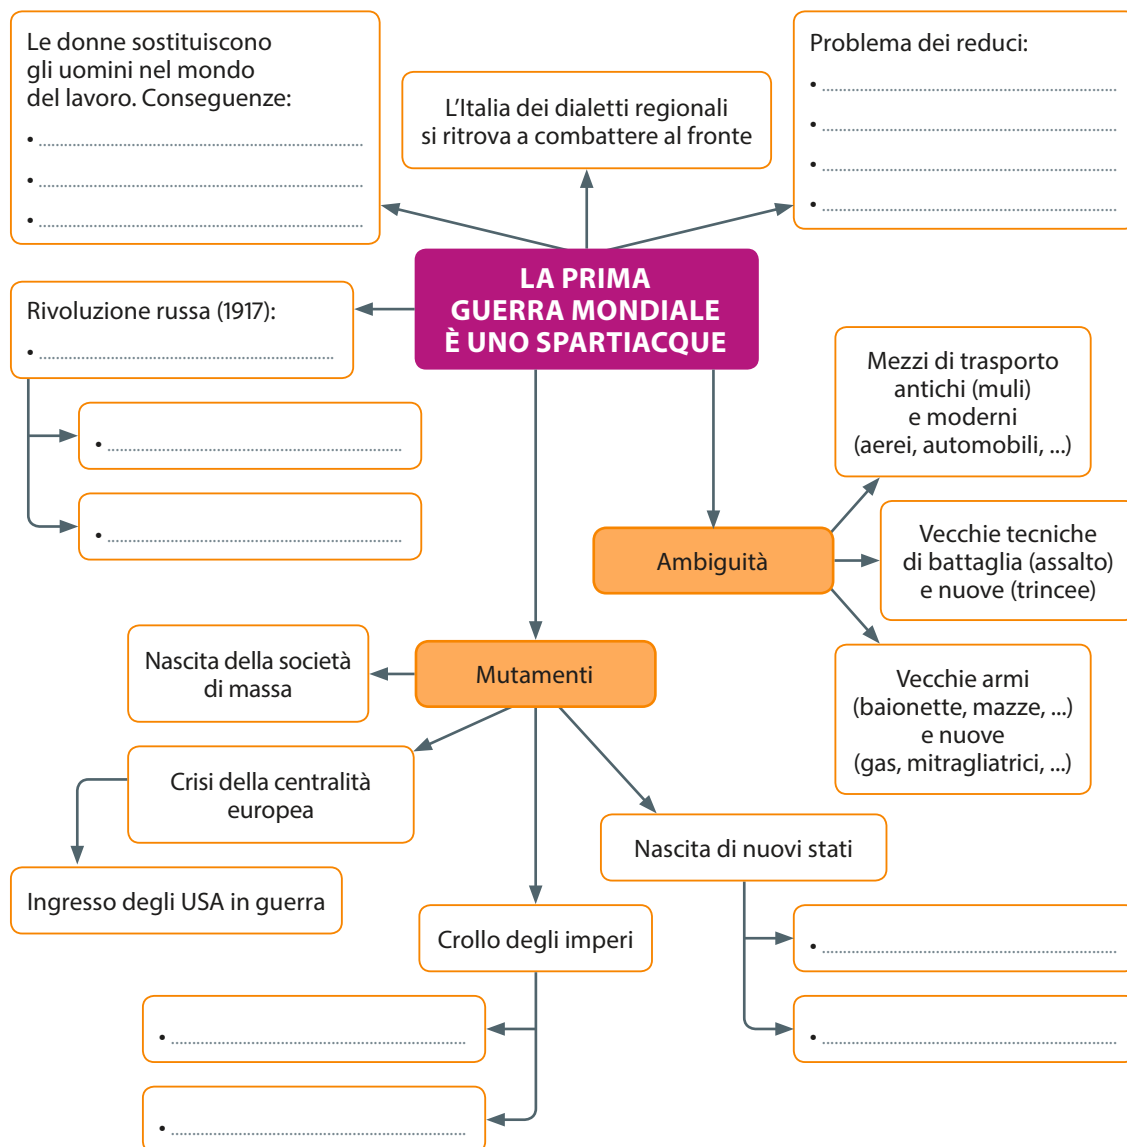 Le donne sostituiscono
gli uomini nel mondo
del lavoro. Conseguenze:
• ....................
• ....................
• ....................
L'Italia dei dialetti regionali
si ritrova a combattere al fronte
Problema dei reduci:
• ....................
• ....................
• ....................
• ....................
LA PRIMA
GUERRA MONDIALE
È UNO SPARTIACQUE
Rivoluzione russa (1917):
• ....................
• ....................
• ....................
Mezzi di trasporto
antichi (muli)
e moderni
(aerei, automobili, ...)
Ambiguità
Vecchie tecniche
di battaglia (assalto)
e nuove (trincee)
Vecchie armi
(baionette, mazze, ...)
e nuove
(gas, mitragliatrici, ...)
Mutamenti
Nascita della società
di massa
Crisi della centralità
europea
Ingresso degli USA in guerra
Nascita di nuovi stati
• ....................
• ....................
Crollo degli imperi
• ....................
• ....................